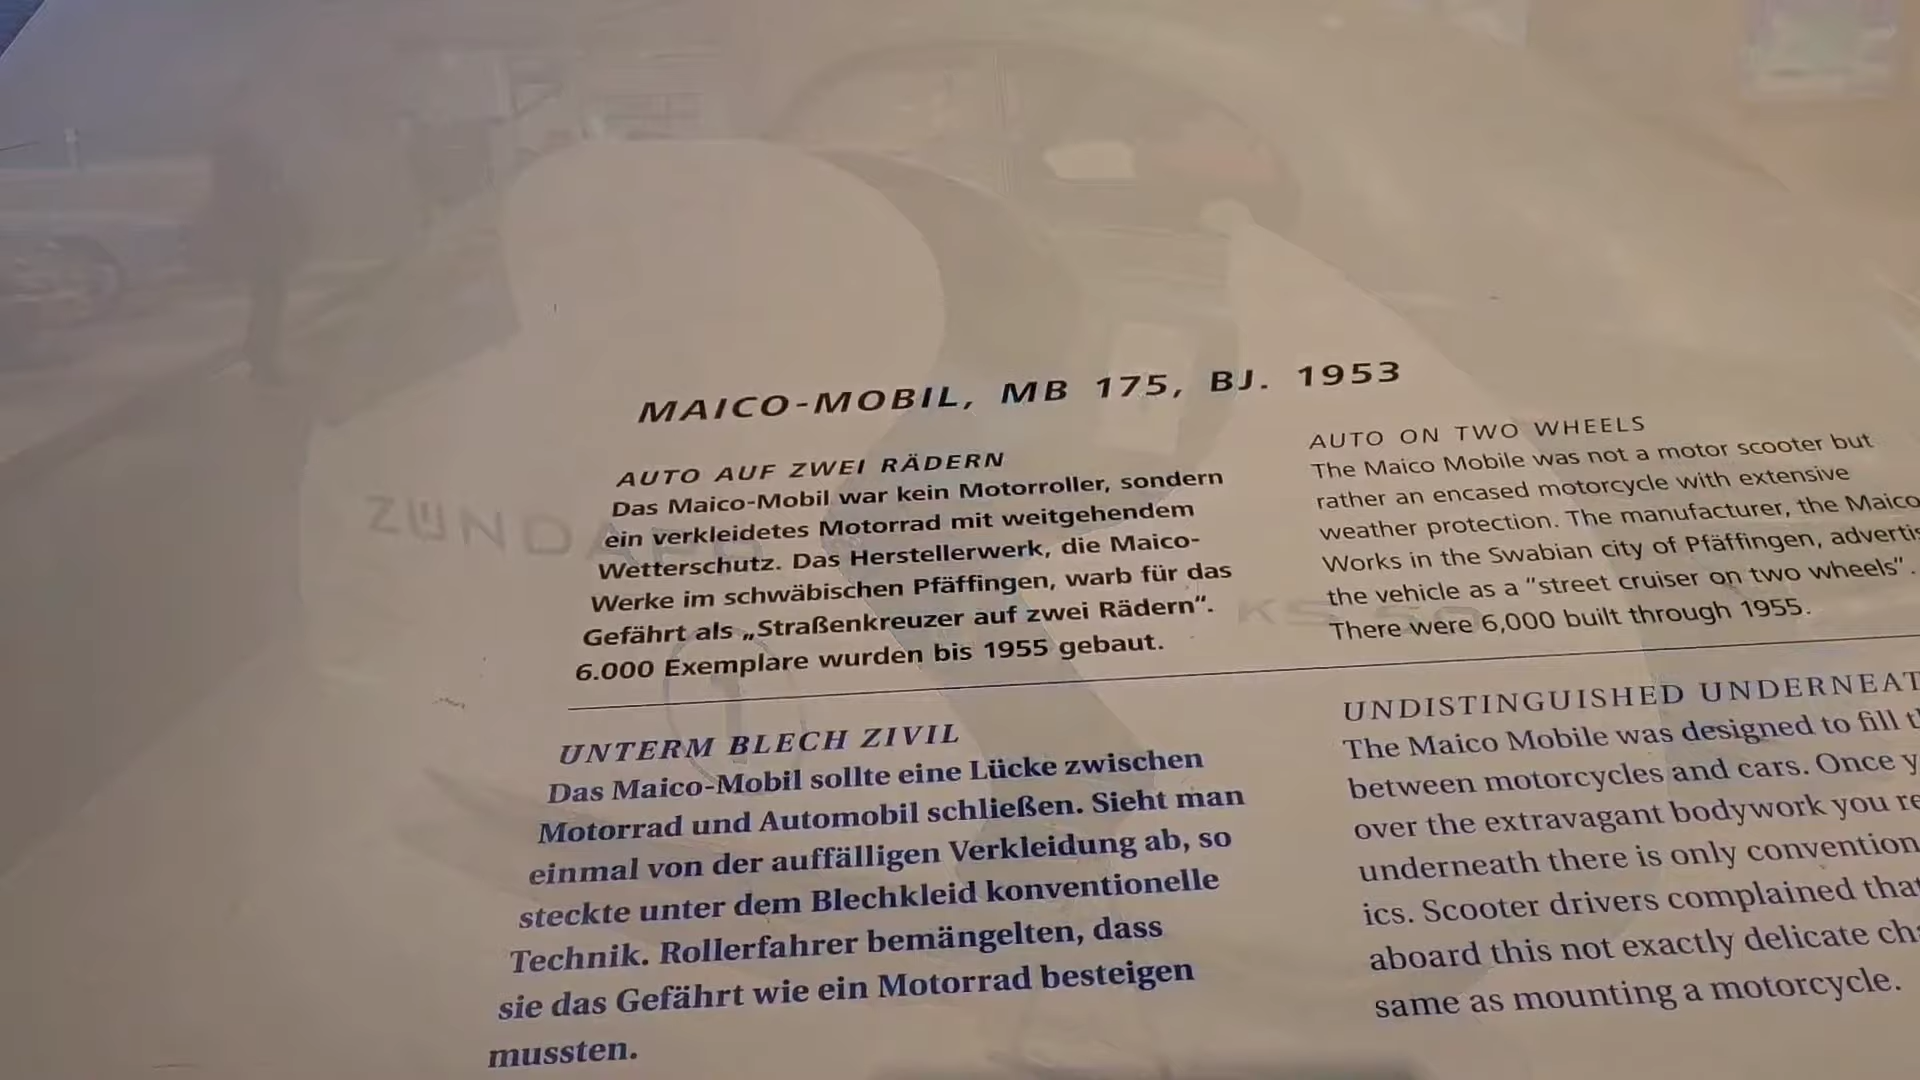 MAICO-MOBIL, MB 175, BJ. 1953
AUTO AUF ZWEI RÄDERN
Das Maico-Mobil war kein Motorroller, sondern
ein verkleidetes Motorrad mit weitgehendem
Wetterschutz. Das Herstellerwerk, die Maico-
Werke im schwäbischen Pfäffingen, warb für das
Gefährt als „Straßenkreuzer auf zwei Rädern“.
6.000 Exemplare wurden bis 1955 gebaut.
AUTO ON TWO WHEELS
The Maico Mobile was not a motor scooter but
rather an encased motorcycle with extensive
weather protection. The manufacturer, the Maico
Works in the Swabian city of Pfäffingen,
the vehicle as a "street cruiser on two wheels".
There were 6,000 built through 1955.
UNTERM BLECH ZIVIL
Das Maico-Mobil sollte eine Lücke zwischen
Motorrad und Automobil schließen. Sieht man
einmal von der auffälligen Verkleidung ab, so
steckte unter dem Blechkleid konventionelle
Technik. Rollerfahrer bemängelten, dass
sie das Gefährt wie ein Motorrad besteigen
mussten.
UNDISTINGUISHED
The Maico Mobile was designed to fill
between motorcycles and cars. Once
over the extravagant bodywork you
underneath there is only
ics. Scooter drivers complained that
aboard this not exactly delicate
same as mounting a motorcycle.
KS 50